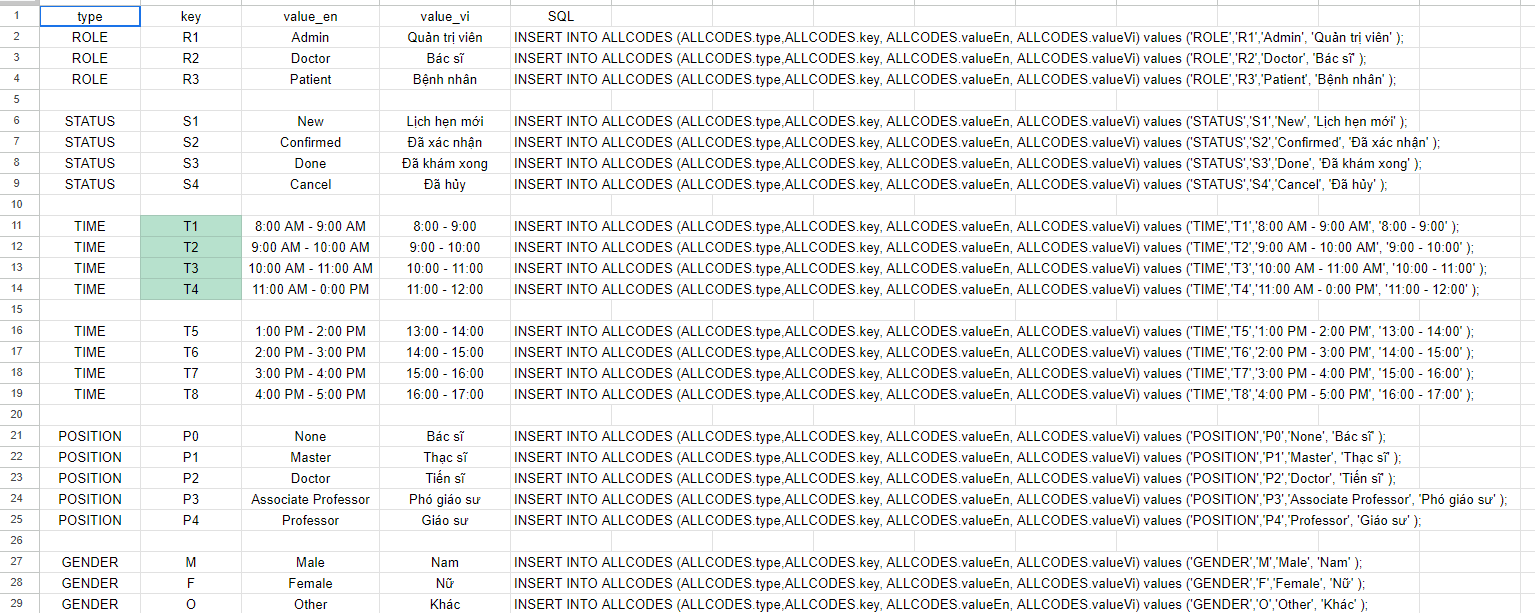 1 type key value_en value_vi SQL
2 ROLE R1 Admin Quản trị viên INSERT INTO ALLCODES (ALLCODES.type,ALLCODES.key, ALLCODES.valueEn, ALLCODES.valueVi) values ('ROLE','R1','Admin', 'Quản trị viên' );
3 ROLE R2 Doctor Bác sĩ INSERT INTO ALLCODES (ALLCODES.type,ALLCODES.key, ALLCODES.valueEn, ALLCODES.valueVi) values ('ROLE','R2','Doctor', 'Bác sĩ' );
4 ROLE R3 Patient Bệnh nhân INSERT INTO ALLCODES (ALLCODES.type,ALLCODES.key, ALLCODES.valueEn, ALLCODES.valueVi) values ('ROLE','R3','Patient', 'Bệnh nhân' );
5
6 STATUS S1 New Lịch hẹn mới INSERT INTO ALLCODES (ALLCODES.type,ALLCODES.key, ALLCODES.valueEn, ALLCODES.valueVi) values ('STATUS','S1','New', 'Lịch hẹn mới' );
7 STATUS S2 Confirmed Đã xác nhận INSERT INTO ALLCODES (ALLCODES.type,ALLCODES.key, ALLCODES.valueEn, ALLCODES.valueVi) values ('STATUS','S2','Confirmed', 'Đã xác nhận' );
8 STATUS S3 Done Đã khám xong INSERT INTO ALLCODES (ALLCODES.type,ALLCODES.key, ALLCODES.valueEn, ALLCODES.valueVi) values ('STATUS','S3','Done', 'Đã khám xong' );
9 STATUS S4 Cancel Đã hủy INSERT INTO ALLCODES (ALLCODES.type,ALLCODES.key, ALLCODES.valueEn, ALLCODES.valueVi) values ('STATUS','S4','Cancel', 'Đã hủy' );
10
11 TIME T1 8:00 AM - 9:00 AM 8:00 - 9:00 INSERT INTO ALLCODES (ALLCODES.type,ALLCODES.key, ALLCODES.valueEn, ALLCODES.valueVi) values ('TIME','T1','8:00 AM - 9:00 AM', '8:00 - 9:00' );
12 TIME T2 9:00 AM - 10:00 AM 9:00 - 10:00 INSERT INTO ALLCODES (ALLCODES.type,ALLCODES.key, ALLCODES.valueEn, ALLCODES.valueVi) values ('TIME','T2','9:00 AM - 10:00 AM', '9:00 - 10:00' );
13 TIME T3 10:00 AM - 11:00 AM 10:00 - 11:00 INSERT INTO ALLCODES (ALLCODES.type,ALLCODES.key, ALLCODES.valueEn, ALLCODES.valueVi) values ('TIME','T3','10:00 AM - 11:00 AM', '10:00 - 11:00' );
14 TIME T4 11:00 AM - 0:00 PM 11:00 - 12:00 INSERT INTO ALLCODES (ALLCODES.type,ALLCODES.key, ALLCODES.valueEn, ALLCODES.valueVi) values ('TIME','T4','11:00 AM - 0:00 PM', '11:00 - 12:00' );
15
16 TIME T5 1:00 PM - 2:00 PM 13:00 - 14:00 INSERT INTO ALLCODES (ALLCODES.type,ALLCODES.key, ALLCODES.valueEn, ALLCODES.valueVi) values ('TIME','T5','1:00 PM - 2:00 PM', '13:00 - 14:00' );
17 TIME T6 2:00 PM - 3:00 PM 14:00 - 15:00 INSERT INTO ALLCODES (ALLCODES.type,ALLCODES.key, ALLCODES.valueEn, ALLCODES.valueVi) values ('TIME','T6','2:00 PM - 3:00 PM', '14:00 - 15:00' );
18 TIME T7 3:00 PM - 4:00 PM 15:00 - 16:00 INSERT INTO ALLCODES (ALLCODES.type,ALLCODES.key, ALLCODES.valueEn, ALLCODES.valueVi) values ('TIME','T7','3:00 PM - 4:00 PM', '15:00 - 16:00' );
19 TIME T8 4:00 PM - 5:00 PM 16:00 - 17:00 INSERT INTO ALLCODES (ALLCODES.type,ALLCODES.key, ALLCODES.valueEn, ALLCODES.valueVi) values ('TIME','T8','4:00 PM - 5:00 PM', '16:00 - 17:00' );
20
21 POSITION P0 None Bác sĩ INSERT INTO ALLCODES (ALLCODES.type,ALLCODES.key, ALLCODES.valueEn, ALLCODES.valueVi) values ('POSITION','P0','None', 'Bác sĩ' );
22 POSITION P1 Master Thạc sĩ INSERT INTO ALLCODES (ALLCODES.type,ALLCODES.key, ALLCODES.valueEn, ALLCODES.valueVi) values ('POSITION','P1','Master', 'Thạc sĩ' );
23 POSITION P2 Doctor Tiến sĩ INSERT INTO ALLCODES (ALLCODES.type,ALLCODES.key, ALLCODES.valueEn, ALLCODES.valueVi) values ('POSITION','P2','Doctor', 'Tiến sĩ' );
24 POSITION P3 Associate Professor Phó giáo sư INSERT INTO ALLCODES (ALLCODES.type,ALLCODES.key, ALLCODES.valueEn, ALLCODES.valueVi) values ('POSITION','P3','Associate Professor', 'Phó giáo sư' );
25 POSITION P4 Professor Giáo sư INSERT INTO ALLCODES (ALLCODES.type,ALLCODES.key, ALLCODES.valueEn, ALLCODES.valueVi) values ('POSITION','P4','Professor', 'Giáo sư' );
26
27 GENDER M Male Nam INSERT INTO ALLCODES (ALLCODES.type,ALLCODES.key, ALLCODES.valueEn, ALLCODES.valueVi) values ('GENDER','M','Male', 'Nam' );
28 GENDER F Female Nữ INSERT INTO ALLCODES (ALLCODES.type,ALLCODES.key, ALLCODES.valueEn, ALLCODES.valueVi) values ('GENDER','F','Female', 'Nữ' );
29 GENDER O Other Khác INSERT INTO ALLCODES (ALLCODES.type,ALLCODES.key, ALLCODES.valueEn, ALLCODES.valueVi) values ('GENDER','O','Other', 'Khác' );